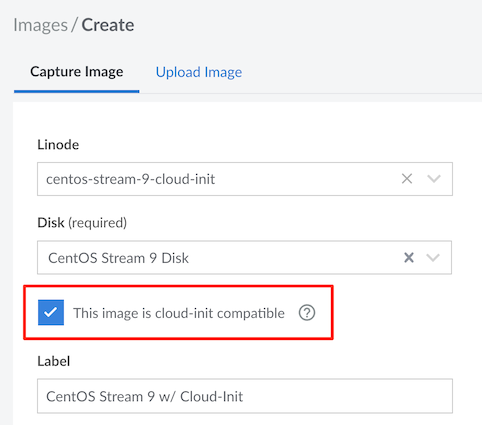 Images / Create
Capture Image Upload Image
Linode
centos-stream-9-cloud-init
Disk (required)
CentOS Stream 9 Disk
This image is cloud-init compatible ?
Label
CentOS Stream 9 w/ Cloud-Init